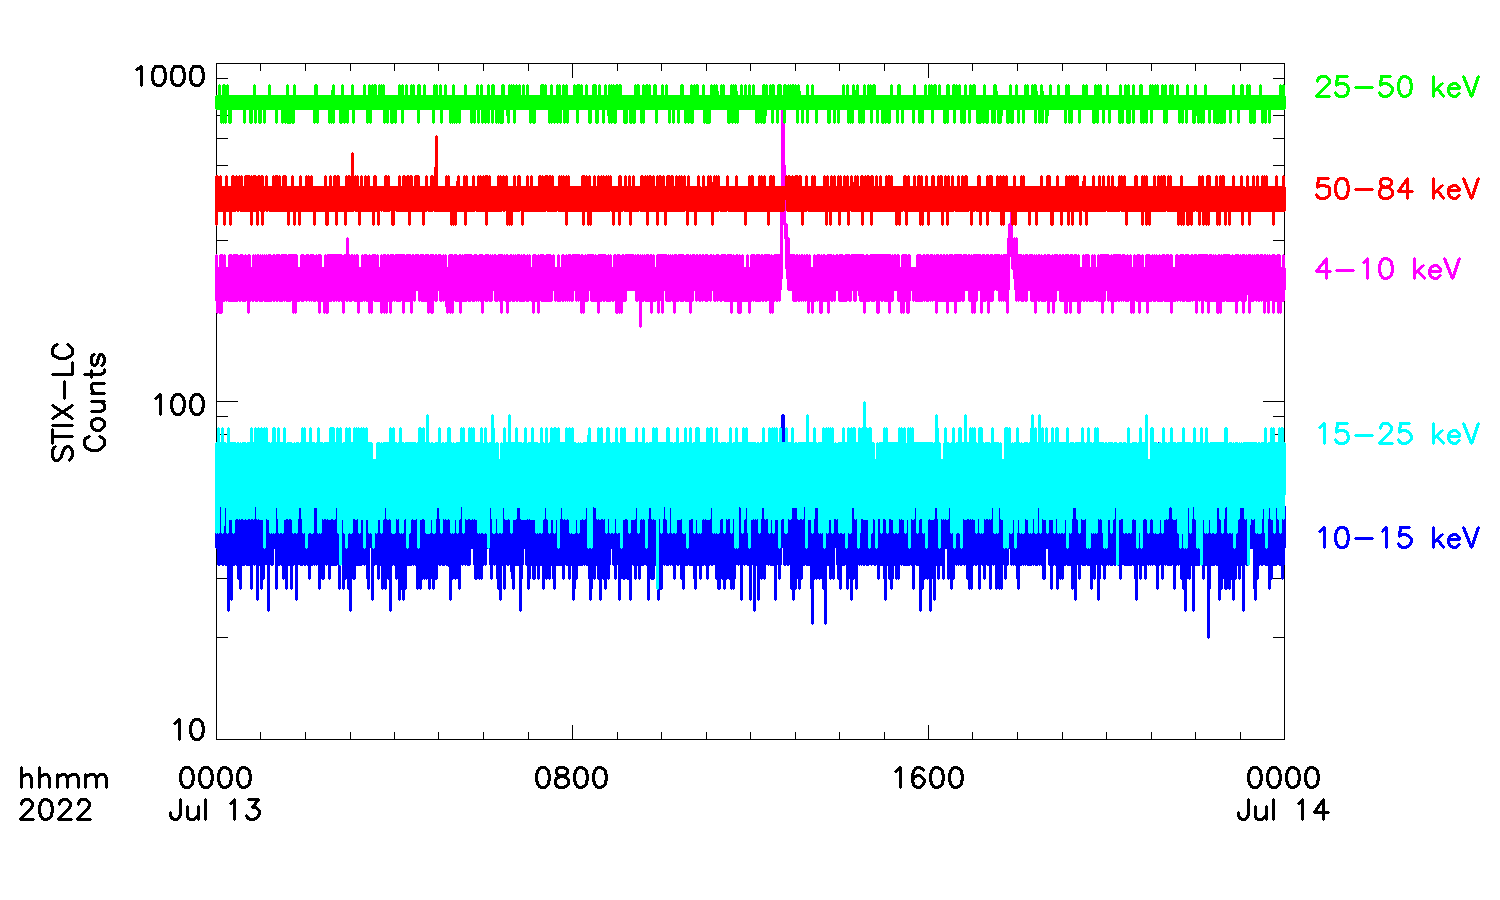 1000
100
10
STIX-LC
Counts
25-50 keV
50-84 keV
4-10 keV
15-25 keV
10-15 keV
hhmm 0000 0800 1600 0000
2022 Jul 13 Jul 14